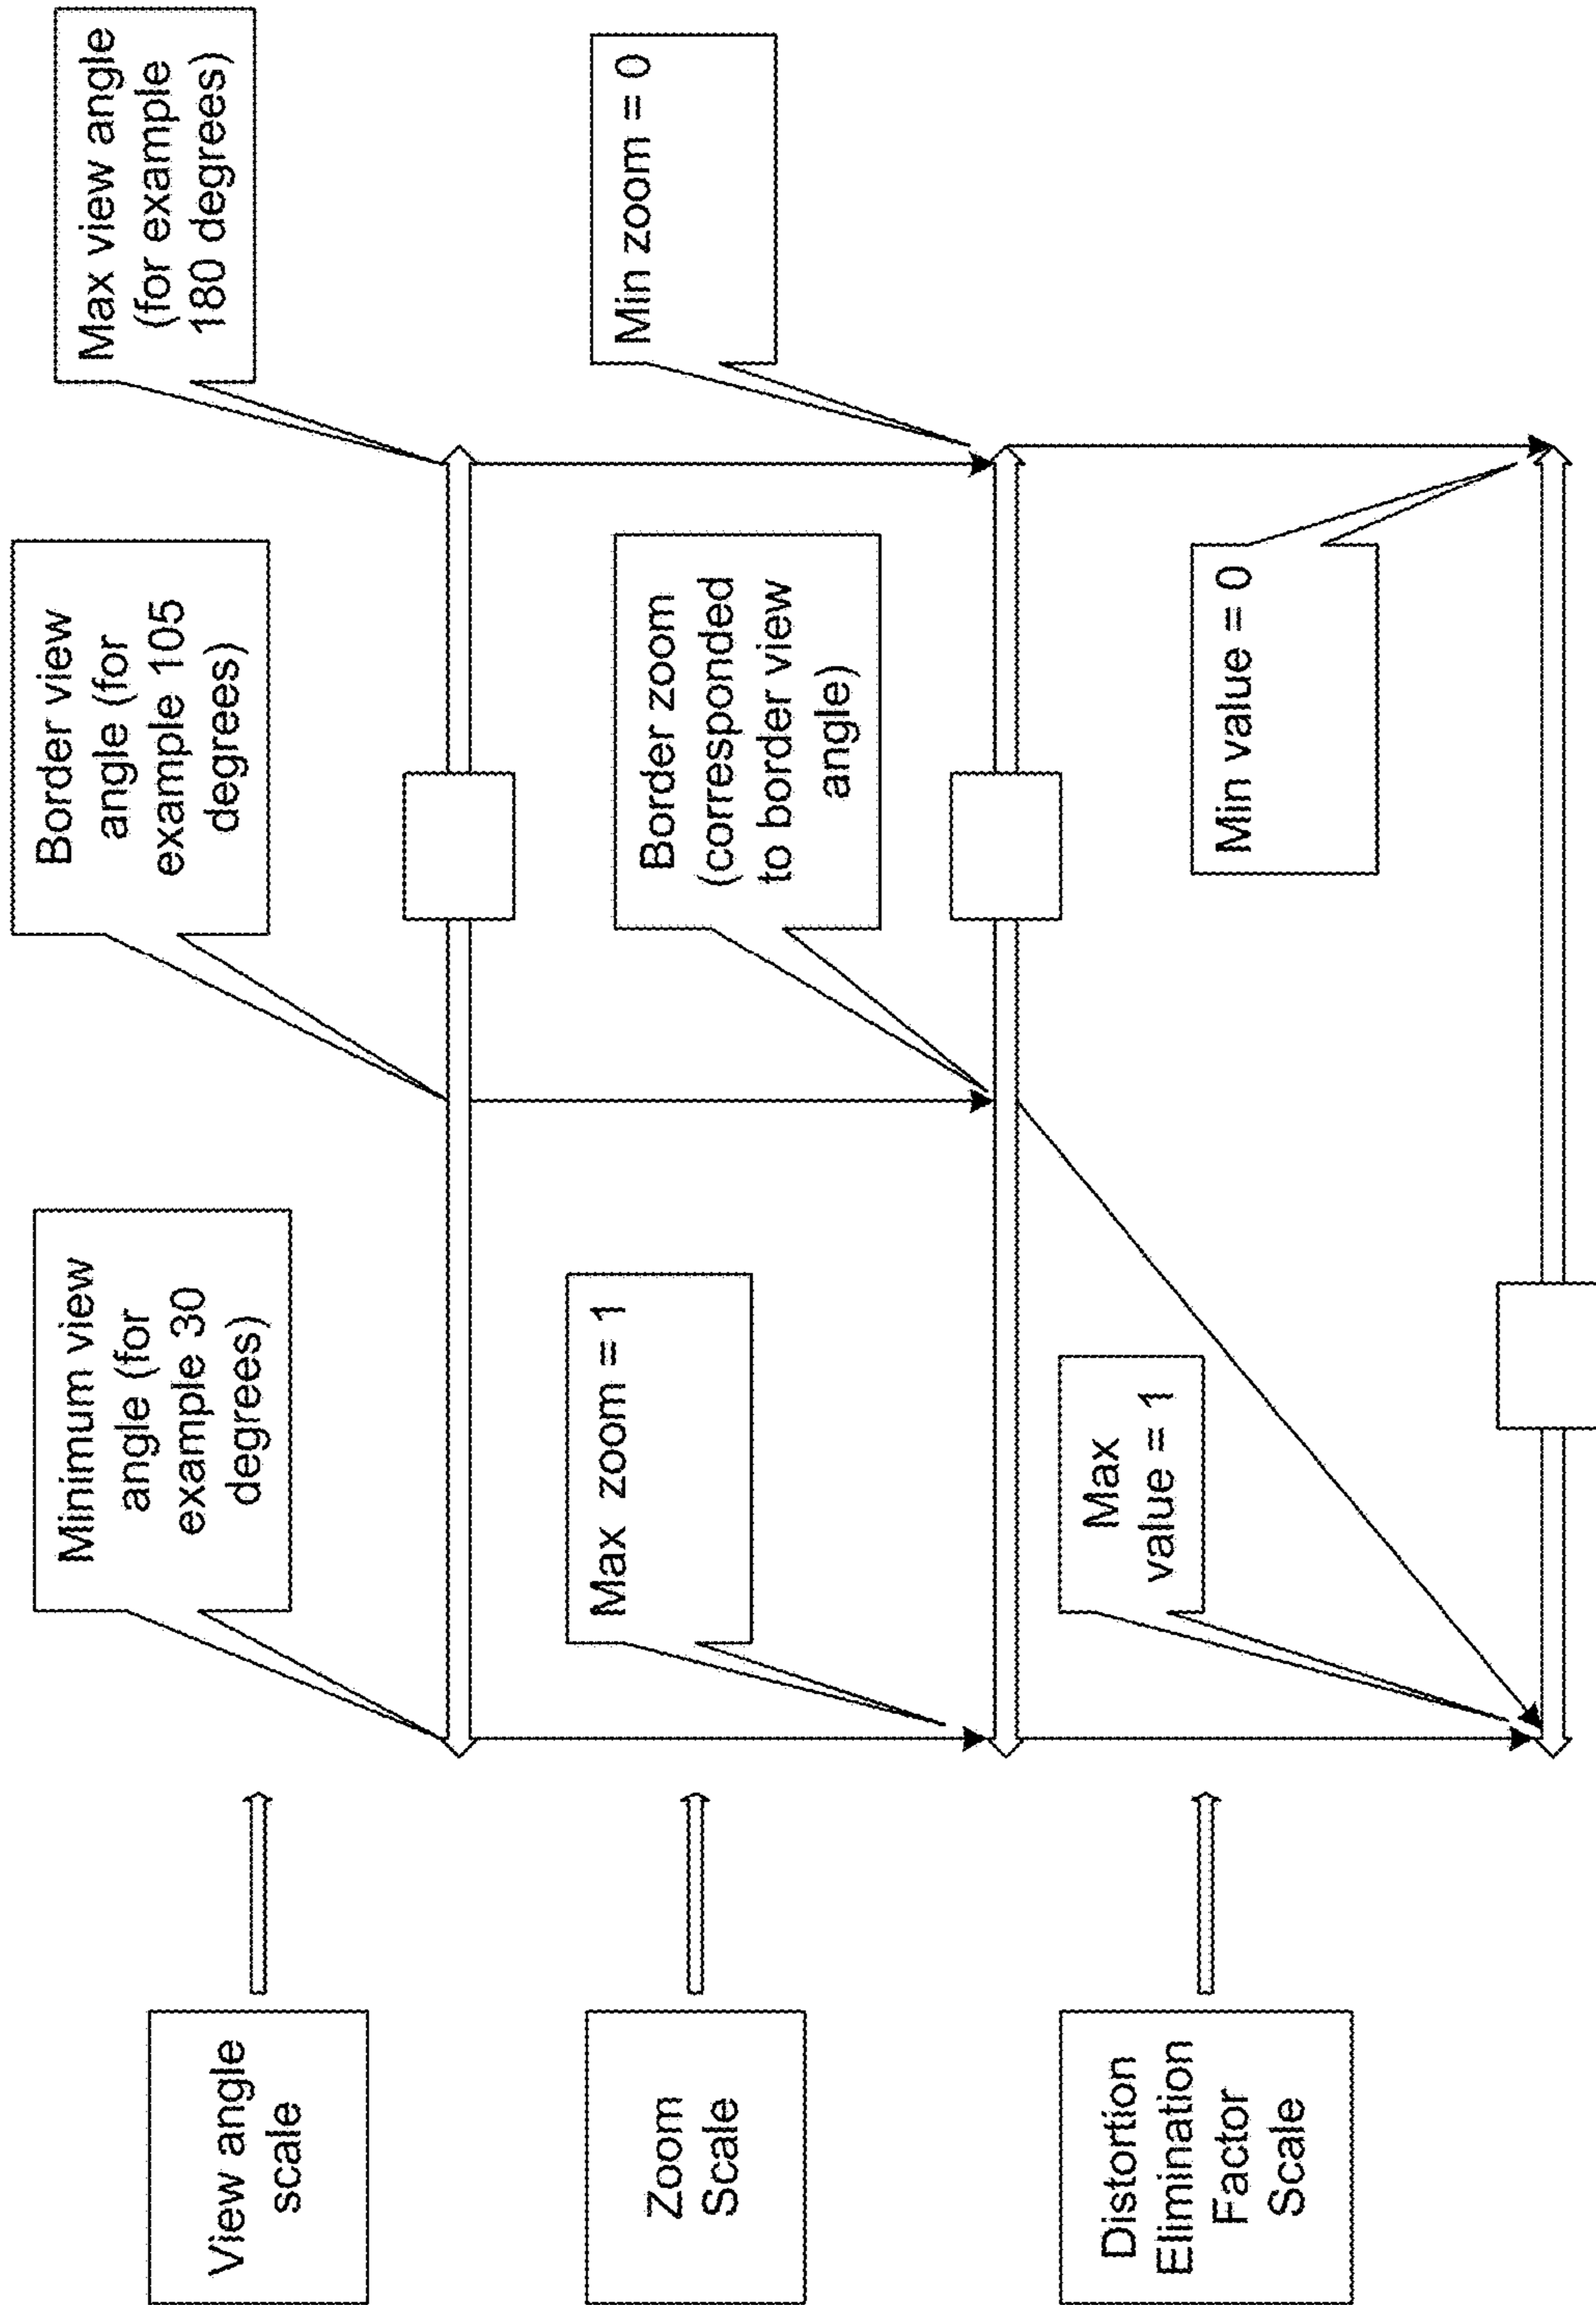 View angle
scale
Minimum view
angle (for
example 30
degrees)
Border view
angle (for
example 105
degrees)
Max view angle
(for example
180 degrees)
Zoom
Scale
Max zoom = 1
Border zoom
(corresponded
to border view
angle)
Min zoom = 0
Distortion
Elimination
Factor
Scale
Max
value = 1
Min value = 0